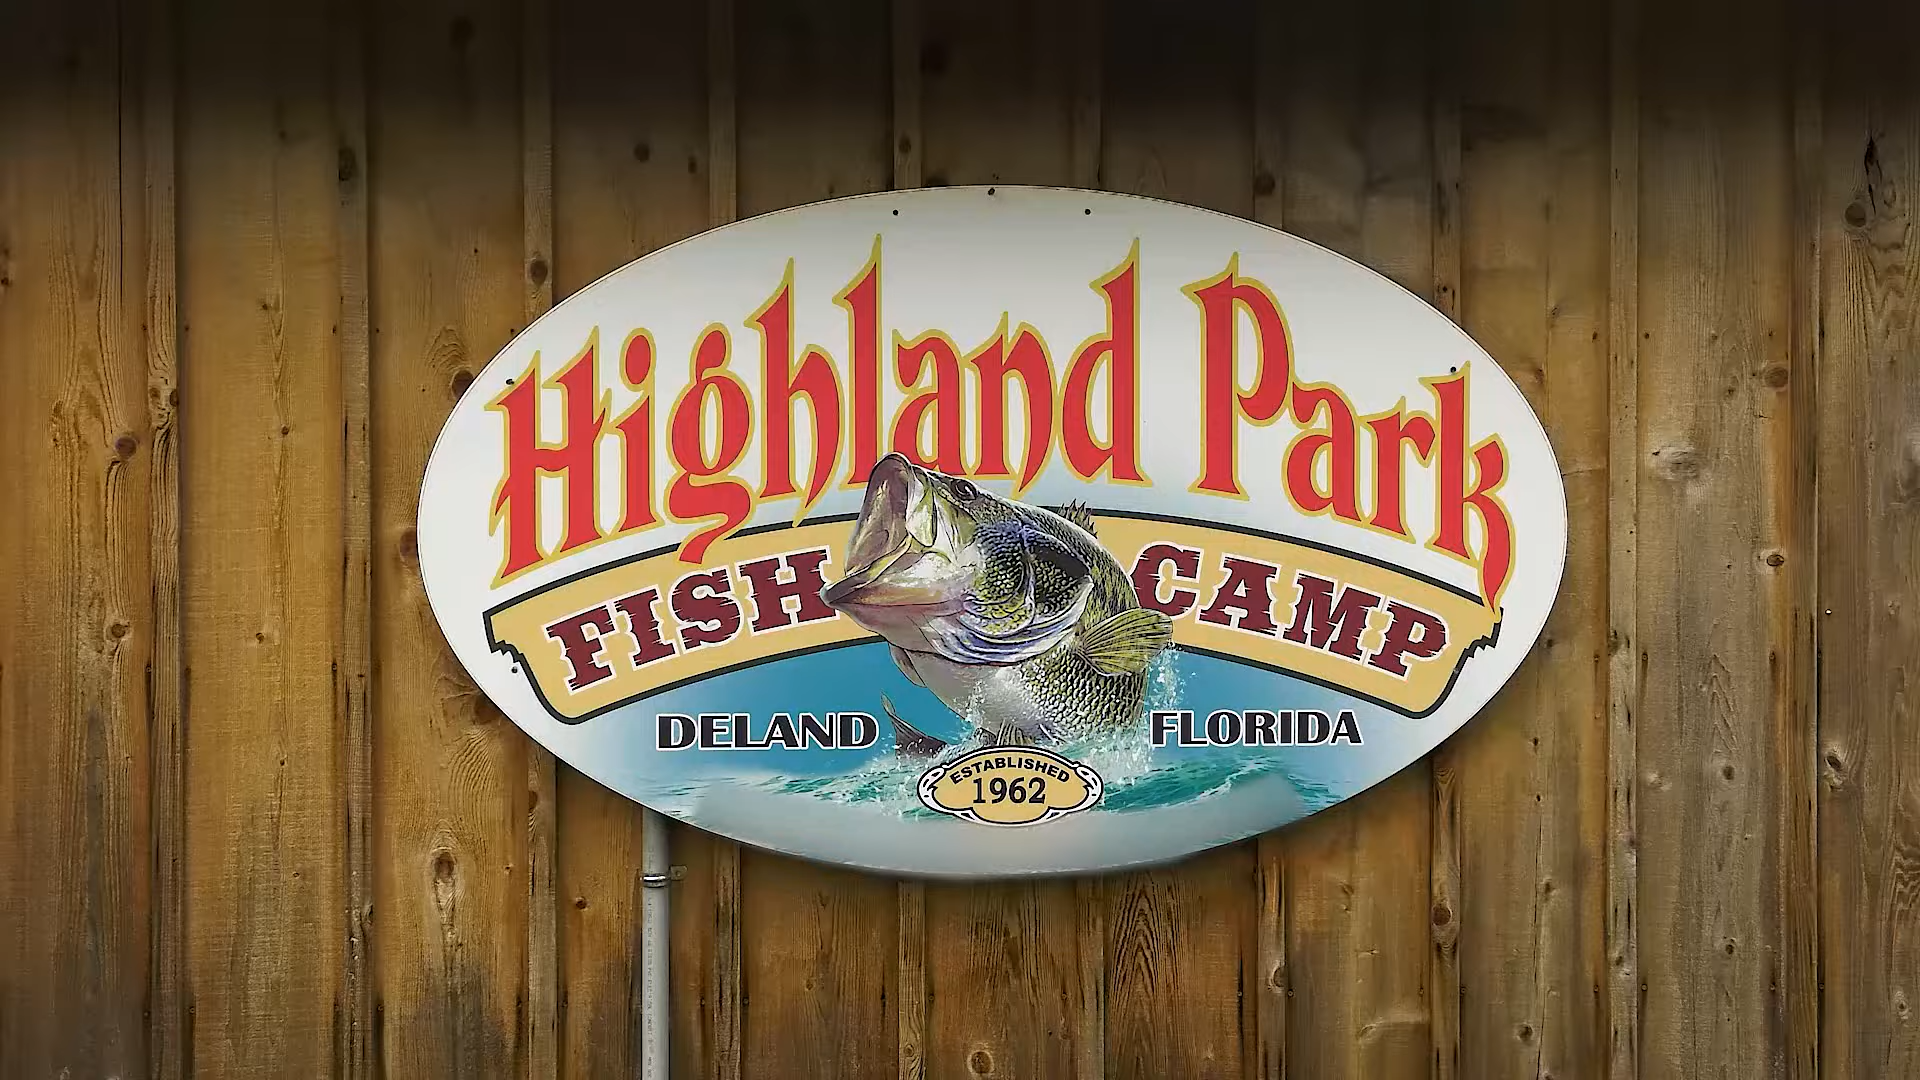 Highland Park
FISH CAMP
DELAND FLORIDA
ESTABLISHED
1962